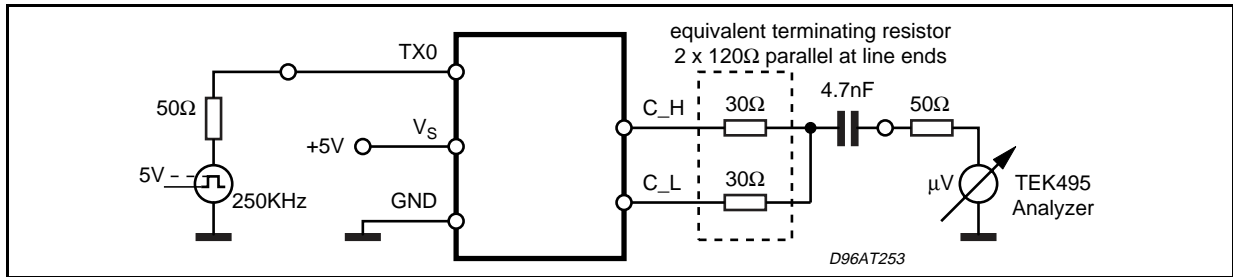 equivalent terminating resistor
2 x 120Ω parallel at line ends
TX0
50Ω
C_H
30Ω
4.7nF
50Ω
+5V
VS
5V
250KHz
GND
C_L
30Ω
µV
TEK495
Analyzer
D96AT253